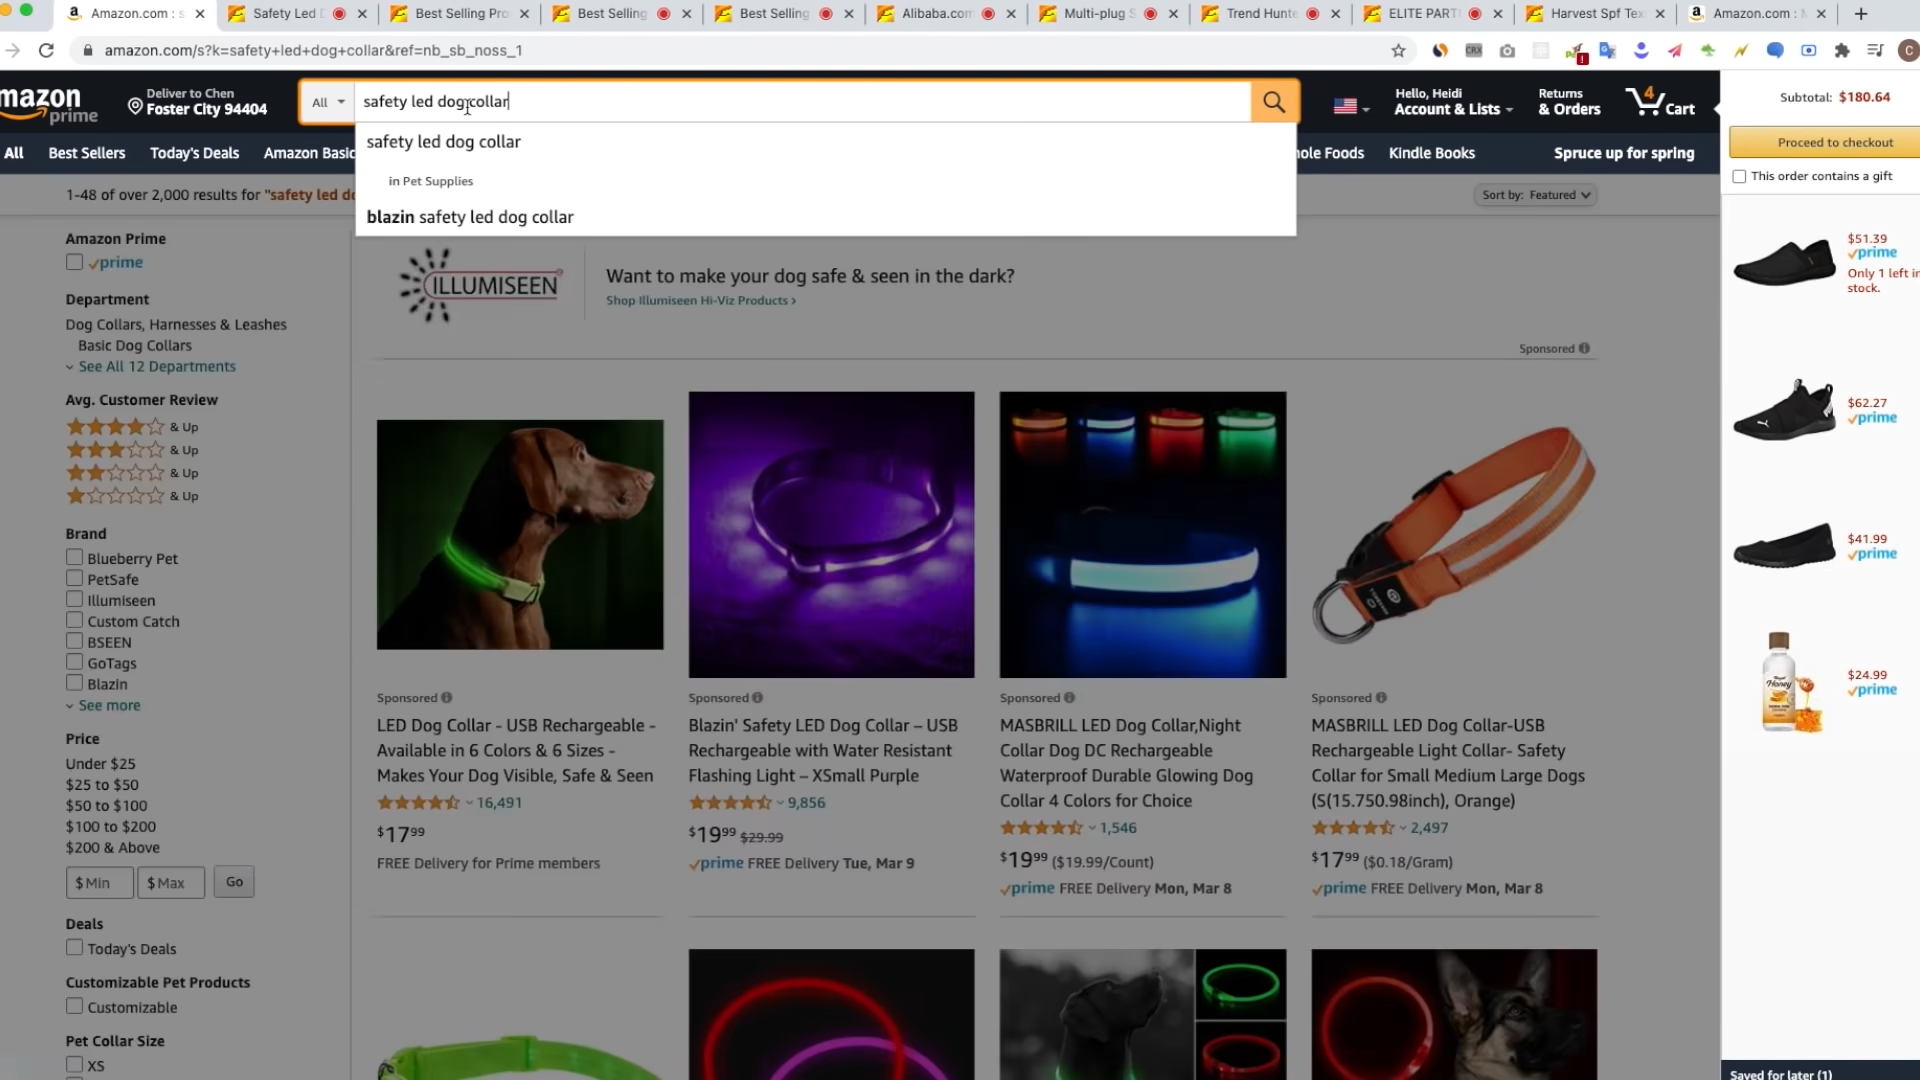 Amazon.com : s
Safety Led D
Best Selling Pro
Best Selling
Best Selling
Alibaba.com
Multi-plug S
Trend Hunte
ELITE PARTI
Harvest Spf Tex
Amazon.com :
amazon.com/s?k=safety+led+dog+collar&ref=nb_sb_noss_1
CRX
C
mazon
prime
Deliver to Chen
Foster City 94404
All
safety led dog collar
Hello, Heidi
Account & Lists
Returns
& Orders
4
Cart
Subtotal: $180.64
Proceed to checkout
This order contains a gift
safety led dog collar
in Pet Supplies
blazin safety led dog collar
All
Best Sellers
Today's Deals
Amazon Basic
hole Foods
Kindle Books
Spruce up for spring
1-48 of over 2,000 results for "safety led do
Sort by: Featured
Amazon Prime
prime
Department
Dog Collars, Harnesses & Leashes
Basic Dog Collars
See All 12 Departments
Avg. Customer Review
& Up
& Up
& Up
& Up
Brand
Blueberry Pet
PetSafe
Illumiseen
Custom Catch
BSEEN
GoTags
Blazin
See more
Price
Under $25
$25 to $50
$50 to $100
$100 to $200
$200 & Above
$ Min
$ Max
Go
Deals
Today's Deals
Customizable Pet Products
Customizable
Pet Collar Size
XS
ILLUMISEEN
Want to make your dog safe & seen in the dark?
Shop Illumiseen Hi-Viz Products ›
Sponsored
Sponsored
LED Dog Collar - USB Rechargeable -
Available in 6 Colors & 6 Sizes -
Makes Your Dog Visible, Safe & Seen
16,491
$17.99
FREE Delivery for Prime members
Sponsored
Blazin' Safety LED Dog Collar – USB
Rechargeable with Water Resistant
Flashing Light – XSmall Purple
9,856
$19.99 $29.99
prime FREE Delivery Tue, Mar 9
Sponsored
MASBRILL LED Dog Collar,Night
Collar Dog DC Rechargeable
Waterproof Durable Glowing Dog
Collar 4 Colors for Choice
1,546
$19.99 ($19.99/Count)
prime FREE Delivery Mon, Mar 8
Sponsored
MASBRILL LED Dog Collar-USB
Rechargeable Light Collar- Safety
Collar for Small Medium Large Dogs
(S(15.750.98inch), Orange)
2,497
$17.99 ($0.18/Gram)
prime FREE Delivery Mon, Mar 8
$51.39
prime
Only 1 left in
stock.
$62.27
prime
$41.99
prime
Honey
$24.99
prime
Saved for later (1)